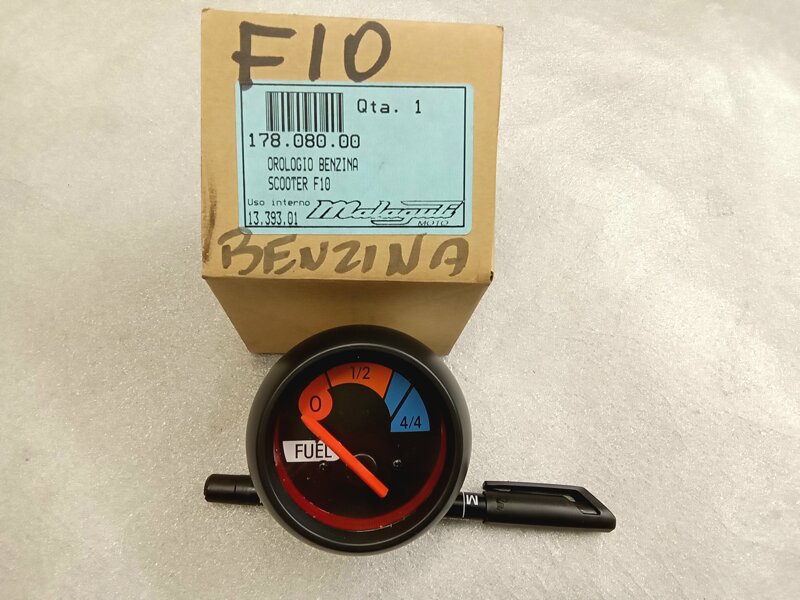 F10
Qta. 1
178.080.00
OROLOGIO BENZINA
SCOOTER F10
Uso interno
13.393.01
Malaguti
MOTO
BENZINA
0
1/2
4/4
FUEL
M